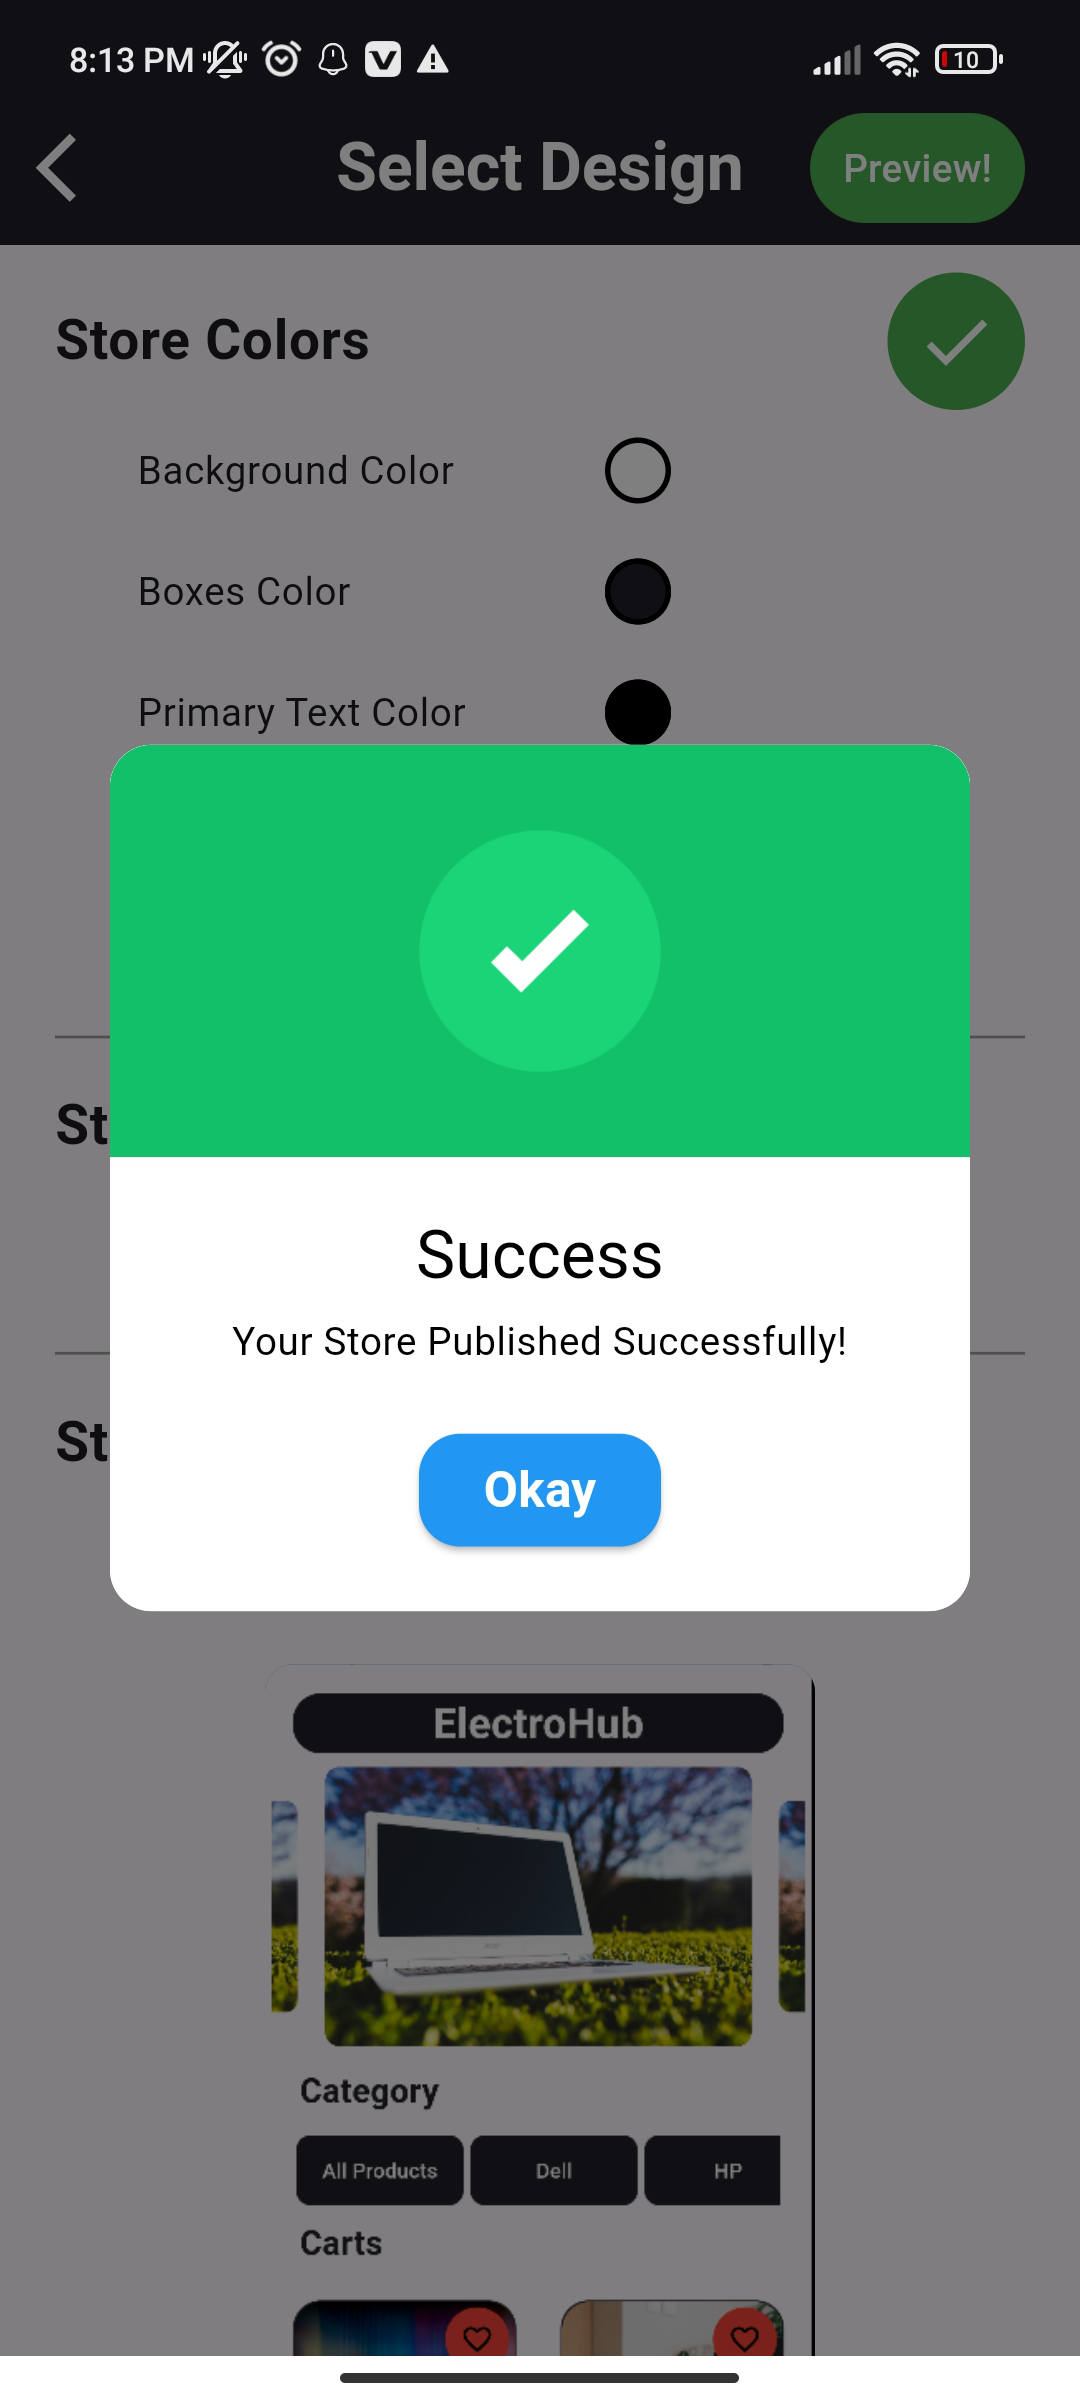 8:13 PM
10
Select Design
Preview!
Store Colors
Background Color
Boxes Color
Primary Text Color
St
Success
Your Store Published Successfully!
St
Okay
ElectroHub
Category
All Products
Dell
HP
Carts